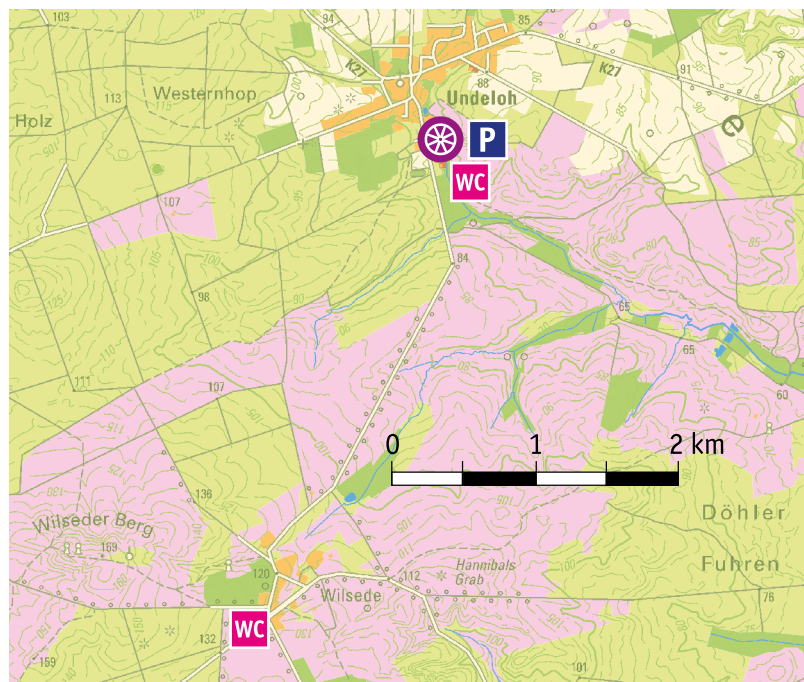 103
94
85
K27
K27
91
88
90
Westernhop
113
Undeloh
Holz
P
WC
107
84
98
65
65
60
111
107
0 1 2 km
136
Wilseder Berg
169
Döhler
Fuhren
Hannibals
Grab
120
112
Wilsede
76
WC
132
159
101